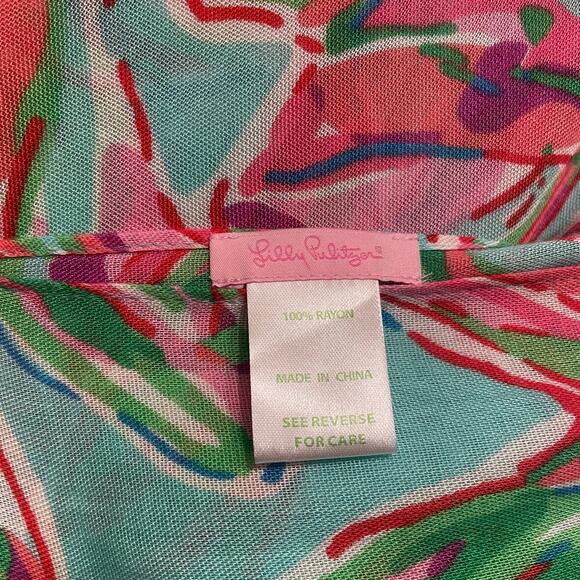 Lilly Pulitzer®
100% RAYON
MADE IN CHINA
SEE REVERSE
FOR CARE